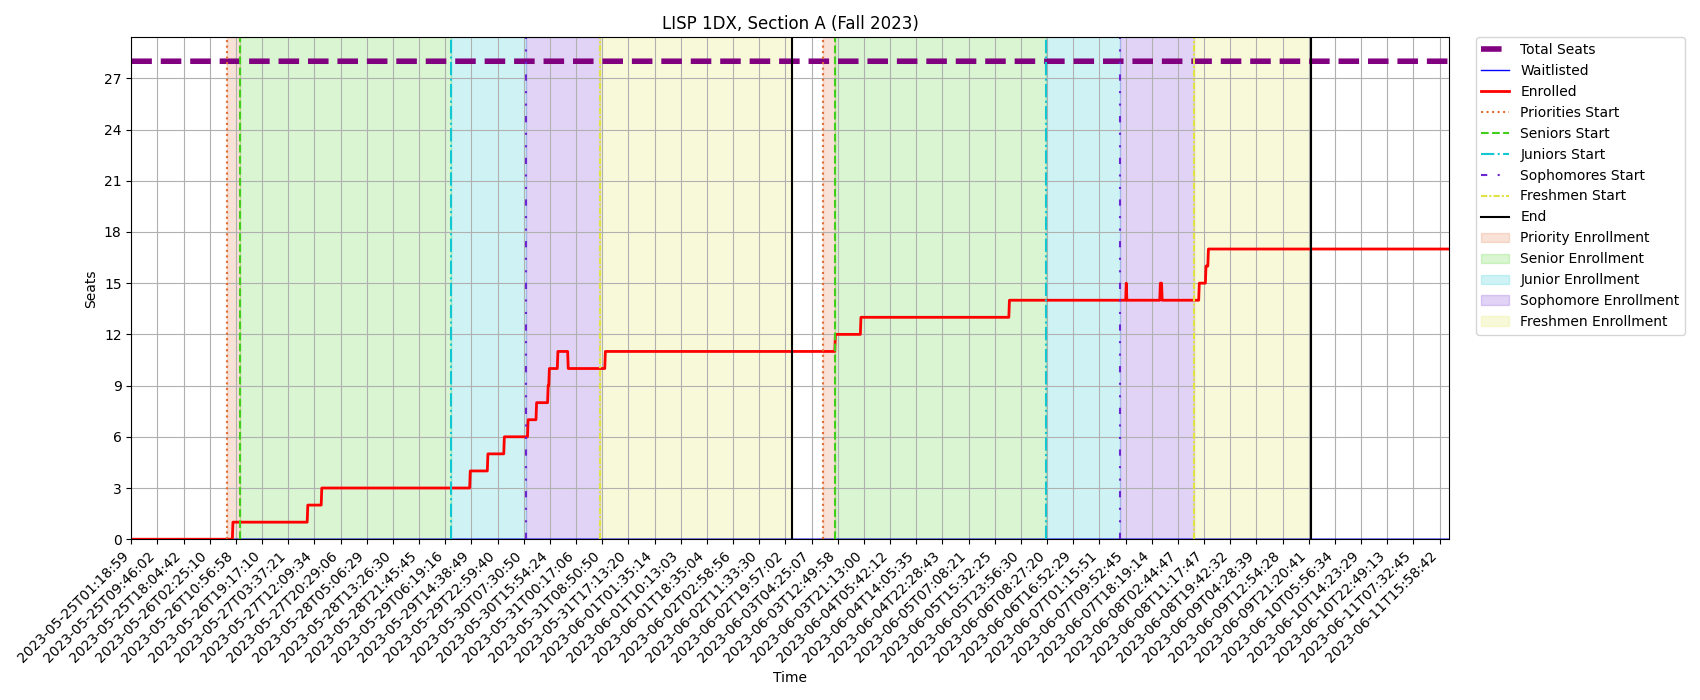 LISP 1DX, Section A (Fall 2023)
Total Seats
Waitlisted
Enrolled
Priorities Start
Seniors Start
Juniors Start
Sophomores Start
Freshmen Start
End
Priority Enrollment
Senior Enrollment
Junior Enrollment
Sophomore Enrollment
Freshmen Enrollment
Seats
27
24
21
18
15
12
9
6
3
0
2023-05-25T01:18:59
2023-05-25T09:46:02
2023-05-25T18:04:42
2023-05-26T02:25:10
2023-05-26T10:56:58
2023-05-26T19:17:10
2023-05-27T03:37:21
2023-05-27T12:09:34
2023-05-27T20:29:06
2023-05-28T05:06:29
2023-05-28T13:26:30
2023-05-28T21:45:45
2023-05-29T06:19:16
2023-05-29T14:38:49
2023-05-29T22:59:40
2023-05-30T07:30:50
2023-05-30T15:54:24
2023-05-31T00:17:06
2023-05-31T08:50:50
2023-05-31T17:13:20
2023-06-01T01:35:14
2023-06-01T10:13:03
2023-06-01T18:35:04
2023-06-02T02:58:56
2023-06-02T11:33:30
2023-06-02T19:57:02
2023-06-03T04:25:07
2023-06-03T12:49:58
2023-06-03T21:13:00
2023-06-04T05:42:12
2023-06-04T14:05:35
2023-06-04T22:28:43
2023-06-05T07:08:21
2023-06-05T15:32:25
2023-06-05T23:56:30
2023-06-06T08:27:20
2023-06-06T16:52:29
2023-06-07T01:15:51
2023-06-07T09:52:45
2023-06-07T18:19:14
2023-06-08T02:44:47
2023-06-08T11:17:47
2023-06-08T19:42:32
2023-06-09T04:28:39
2023-06-09T12:54:28
2023-06-09T21:20:41
2023-06-10T05:56:34
2023-06-10T14:23:29
2023-06-10T22:49:13
2023-06-11T07:32:45
2023-06-11T15:58:42
Time